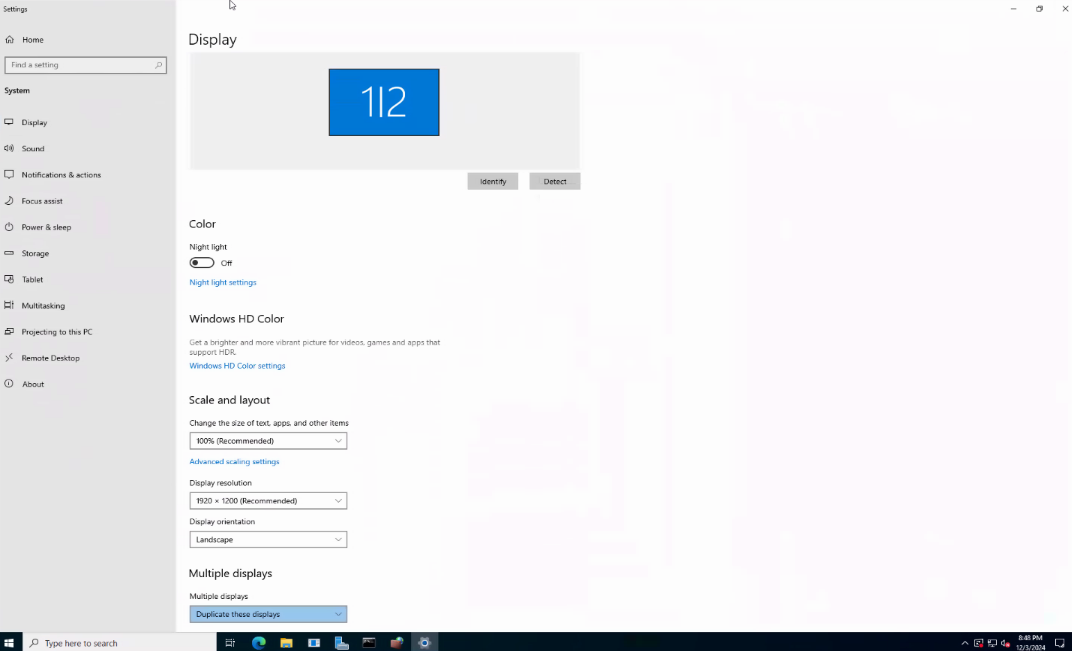 Settings
Home
Find a setting
System
Display
Sound
Notifications & actions
Focus assist
Power & sleep
Storage
Tablet
Multitasking
Projecting to this PC
Remote Desktop
About
Display
1|2
Identify
Detect
Color
Night light
Off
Night light settings
Windows HD Color
Get a brighter and more vibrant picture for videos, games and apps that
support HDR.
Windows HD Color settings
Scale and layout
Change the size of text, apps, and other items
100% (Recommended)
Advanced scaling settings
Display resolution
1920 × 1200 (Recommended)
Display orientation
Landscape
Multiple displays
Multiple displays
Duplicate these displays
Type here to search
8:48 PM
12/3/2024